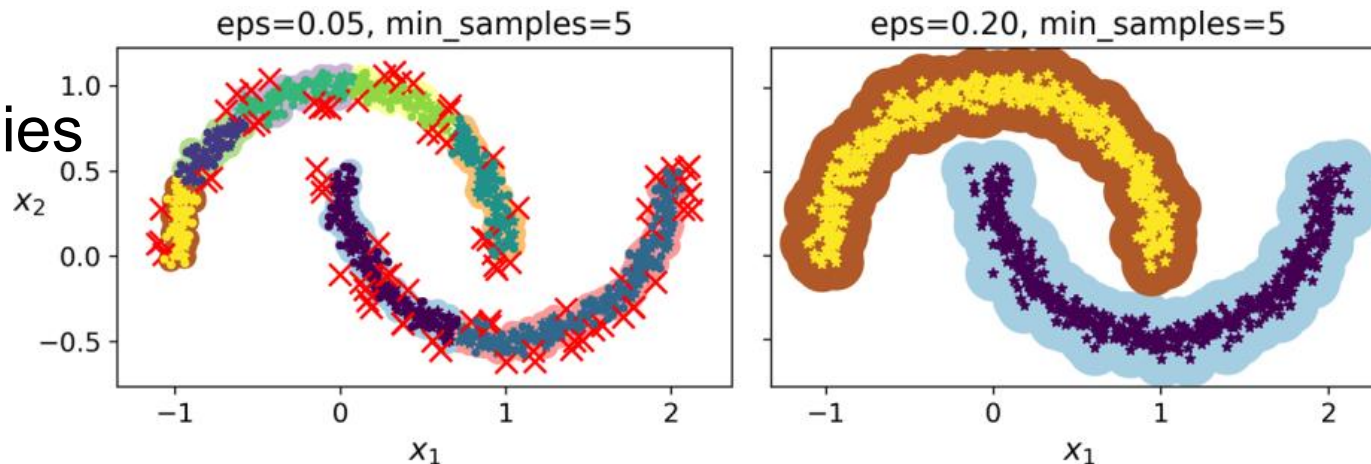 eps=0.05, min_samples=5
eps=0.20, min_samples=5
ies
1.0
0.5
0.0
−0.5
x₂
−1 0 1 2
−1 0 1 2
x₁
x₁